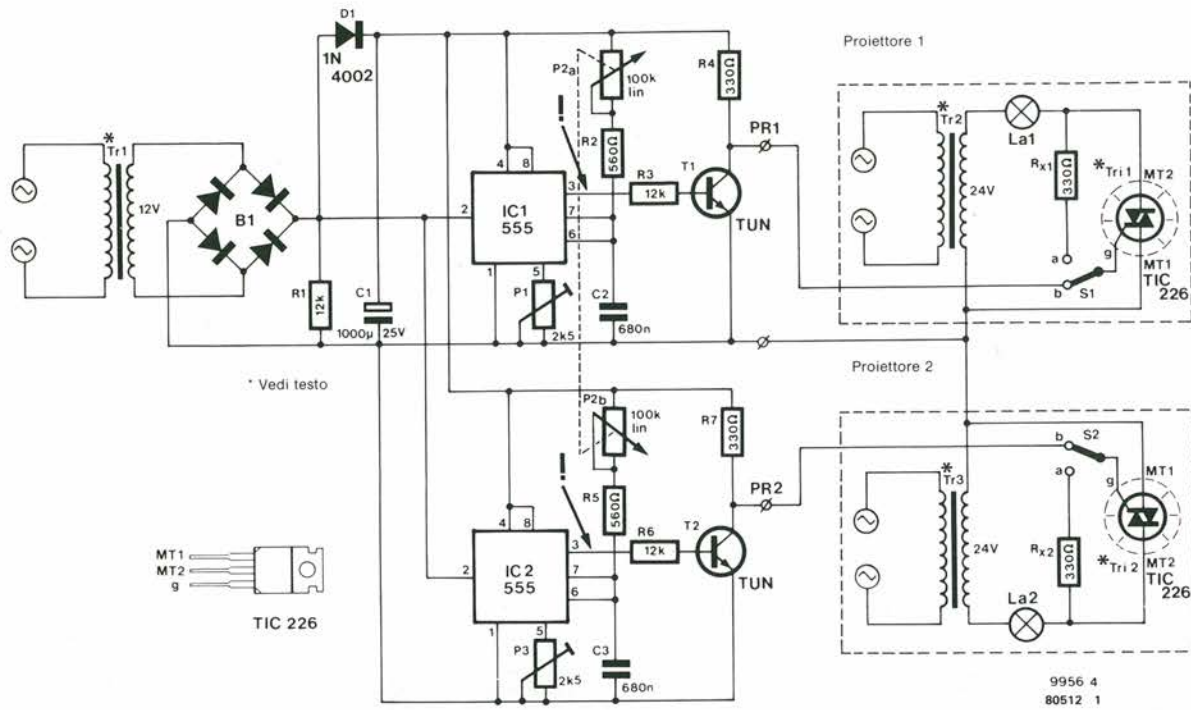 D1
1N
4002
*
Tr1
12V
B1
R1
12k
C1
1000µ
25V
* Vedi testo
P2a
100k
lin
!
R2
560Ω
4
8
2
IC1
555
3
7
6
1
5
R3
12k
T1
TUN
R4
330Ω
PR1
P1
2k5
C2
680n
Proiettore 1
*
Tr2
24V
La1
Rx1
330Ω
*Tri 1
MT2
a
b
S1
g
MT1
TIC
226
P2b
100k
lin
!
R5
560Ω
4
8
2
IC2
555
3
7
6
1
5
R6
12k
T2
TUN
R7
330Ω
PR2
P3
2k5
C3
680n
Proiettore 2
*
Tr3
24V
b
S2
a
g
MT1
Rx2
330Ω
*Tri 2
MT2
TIC
226
La2
MT1
MT2
g
TIC 226
9956 4
80512 1